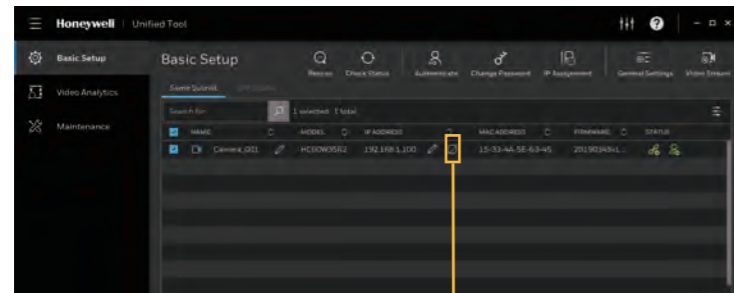 Honeywell | Unified Tool
Basic Setup
Video Analytics
Maintenance
Basic Setup
Rescan Check Status Authenticate Change Password IP Assignment General Settings Video Stream
Same Subnet
Search for 1 selected 1 total
NAME MODEL IP ADDRESS MAC ADDRESS FIRMWARE STATUS
Camera_001 HC60W35R2 192.168.1.100 15-33-4A-5E-63-45